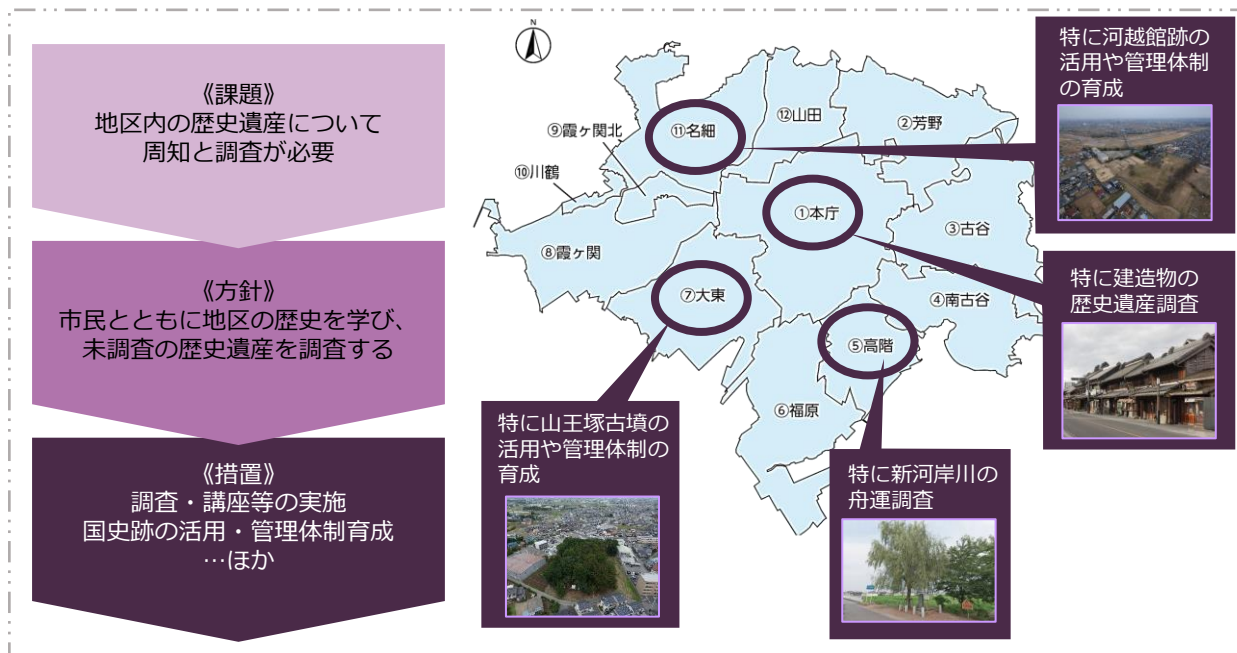 《課題》
地区内の歴史遺産について
周知と調査が必要
《方針》
市民とともに地区の歴史を学び、
未調査の歴史遺産を調査する
《措置》
調査・講座等の実施
国史跡の活用・管理体制育成
…ほか
N
⑨霞ヶ関北
⑪名細
⑫山田
②芳野
⑩川鶴
①本庁
③古谷
⑧霞ヶ関
⑦大東
④南古谷
⑤高階
⑥福原
特に河越館跡の
活用や管理体制
の育成
特に建造物の
歴史遺産調査
特に山王塚古墳の
活用や管理体制の
育成
特に新河岸川の
舟運調査